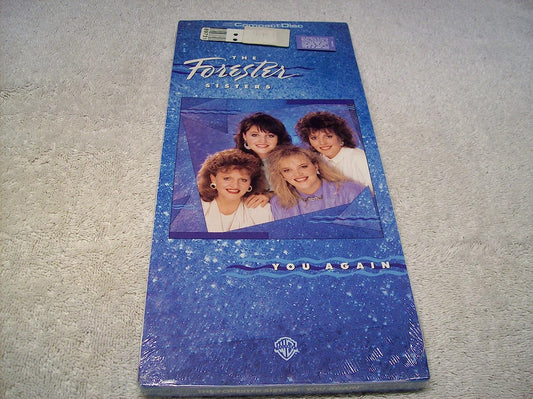 Compact Disc
THE
Forester
SISTERS
YOU AGAIN